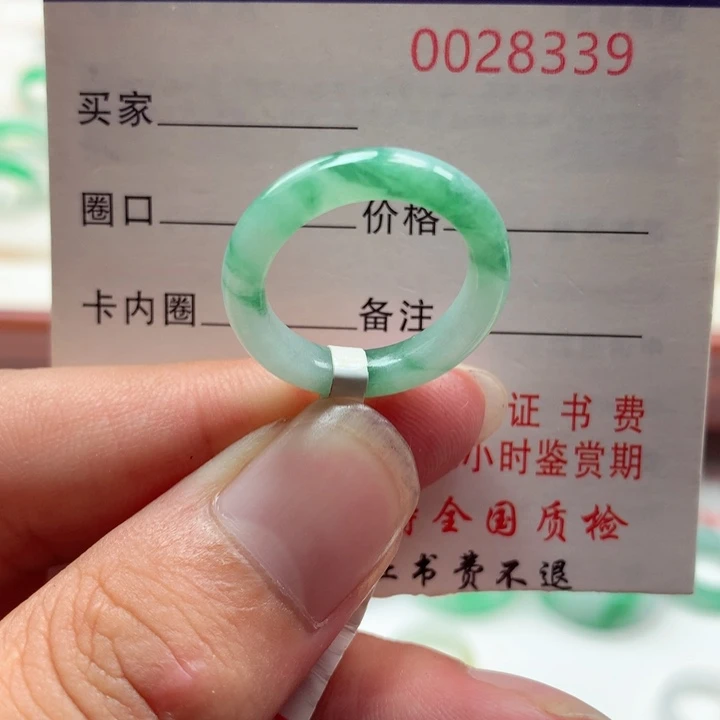 0028339
买家
圈口 价格
卡内圈 备注
证书费
小时鉴赏期
全国质检
书费不退